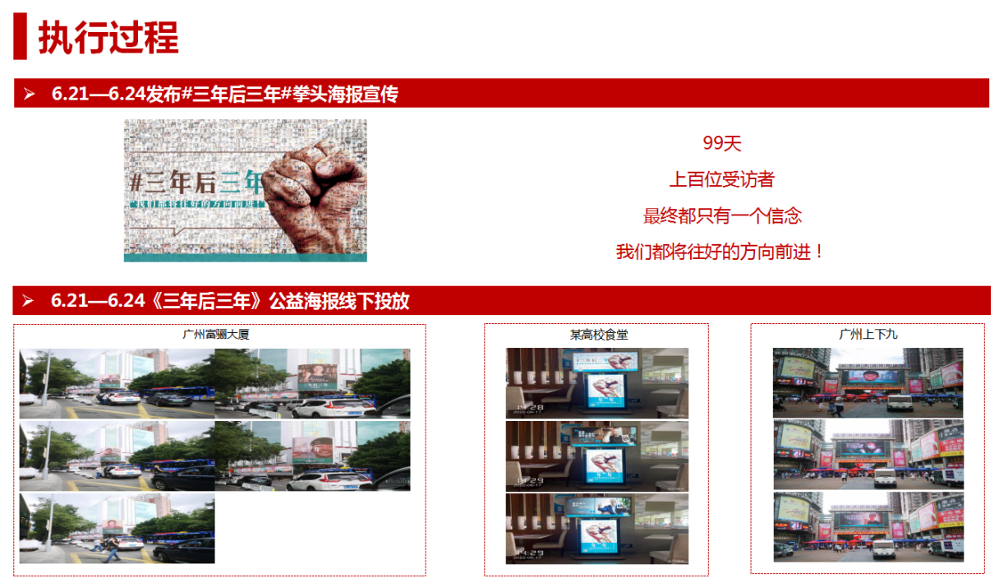 执行过程
6.21—6.24发布#三年后三年#拳头海报宣传
#三年后三年
"我们都将往好的方向前进!"
99天
上百位受访者
最终都只有一个信念
我们都将往好的方向前进！
6.21—6.24《三年后三年》公益海报线下投放
广州富骊大厦
某高校食堂
广州上下九
#三年后三年
14:28
2022-06-17
14:29
2022-06-17
14:29
2022-06-17